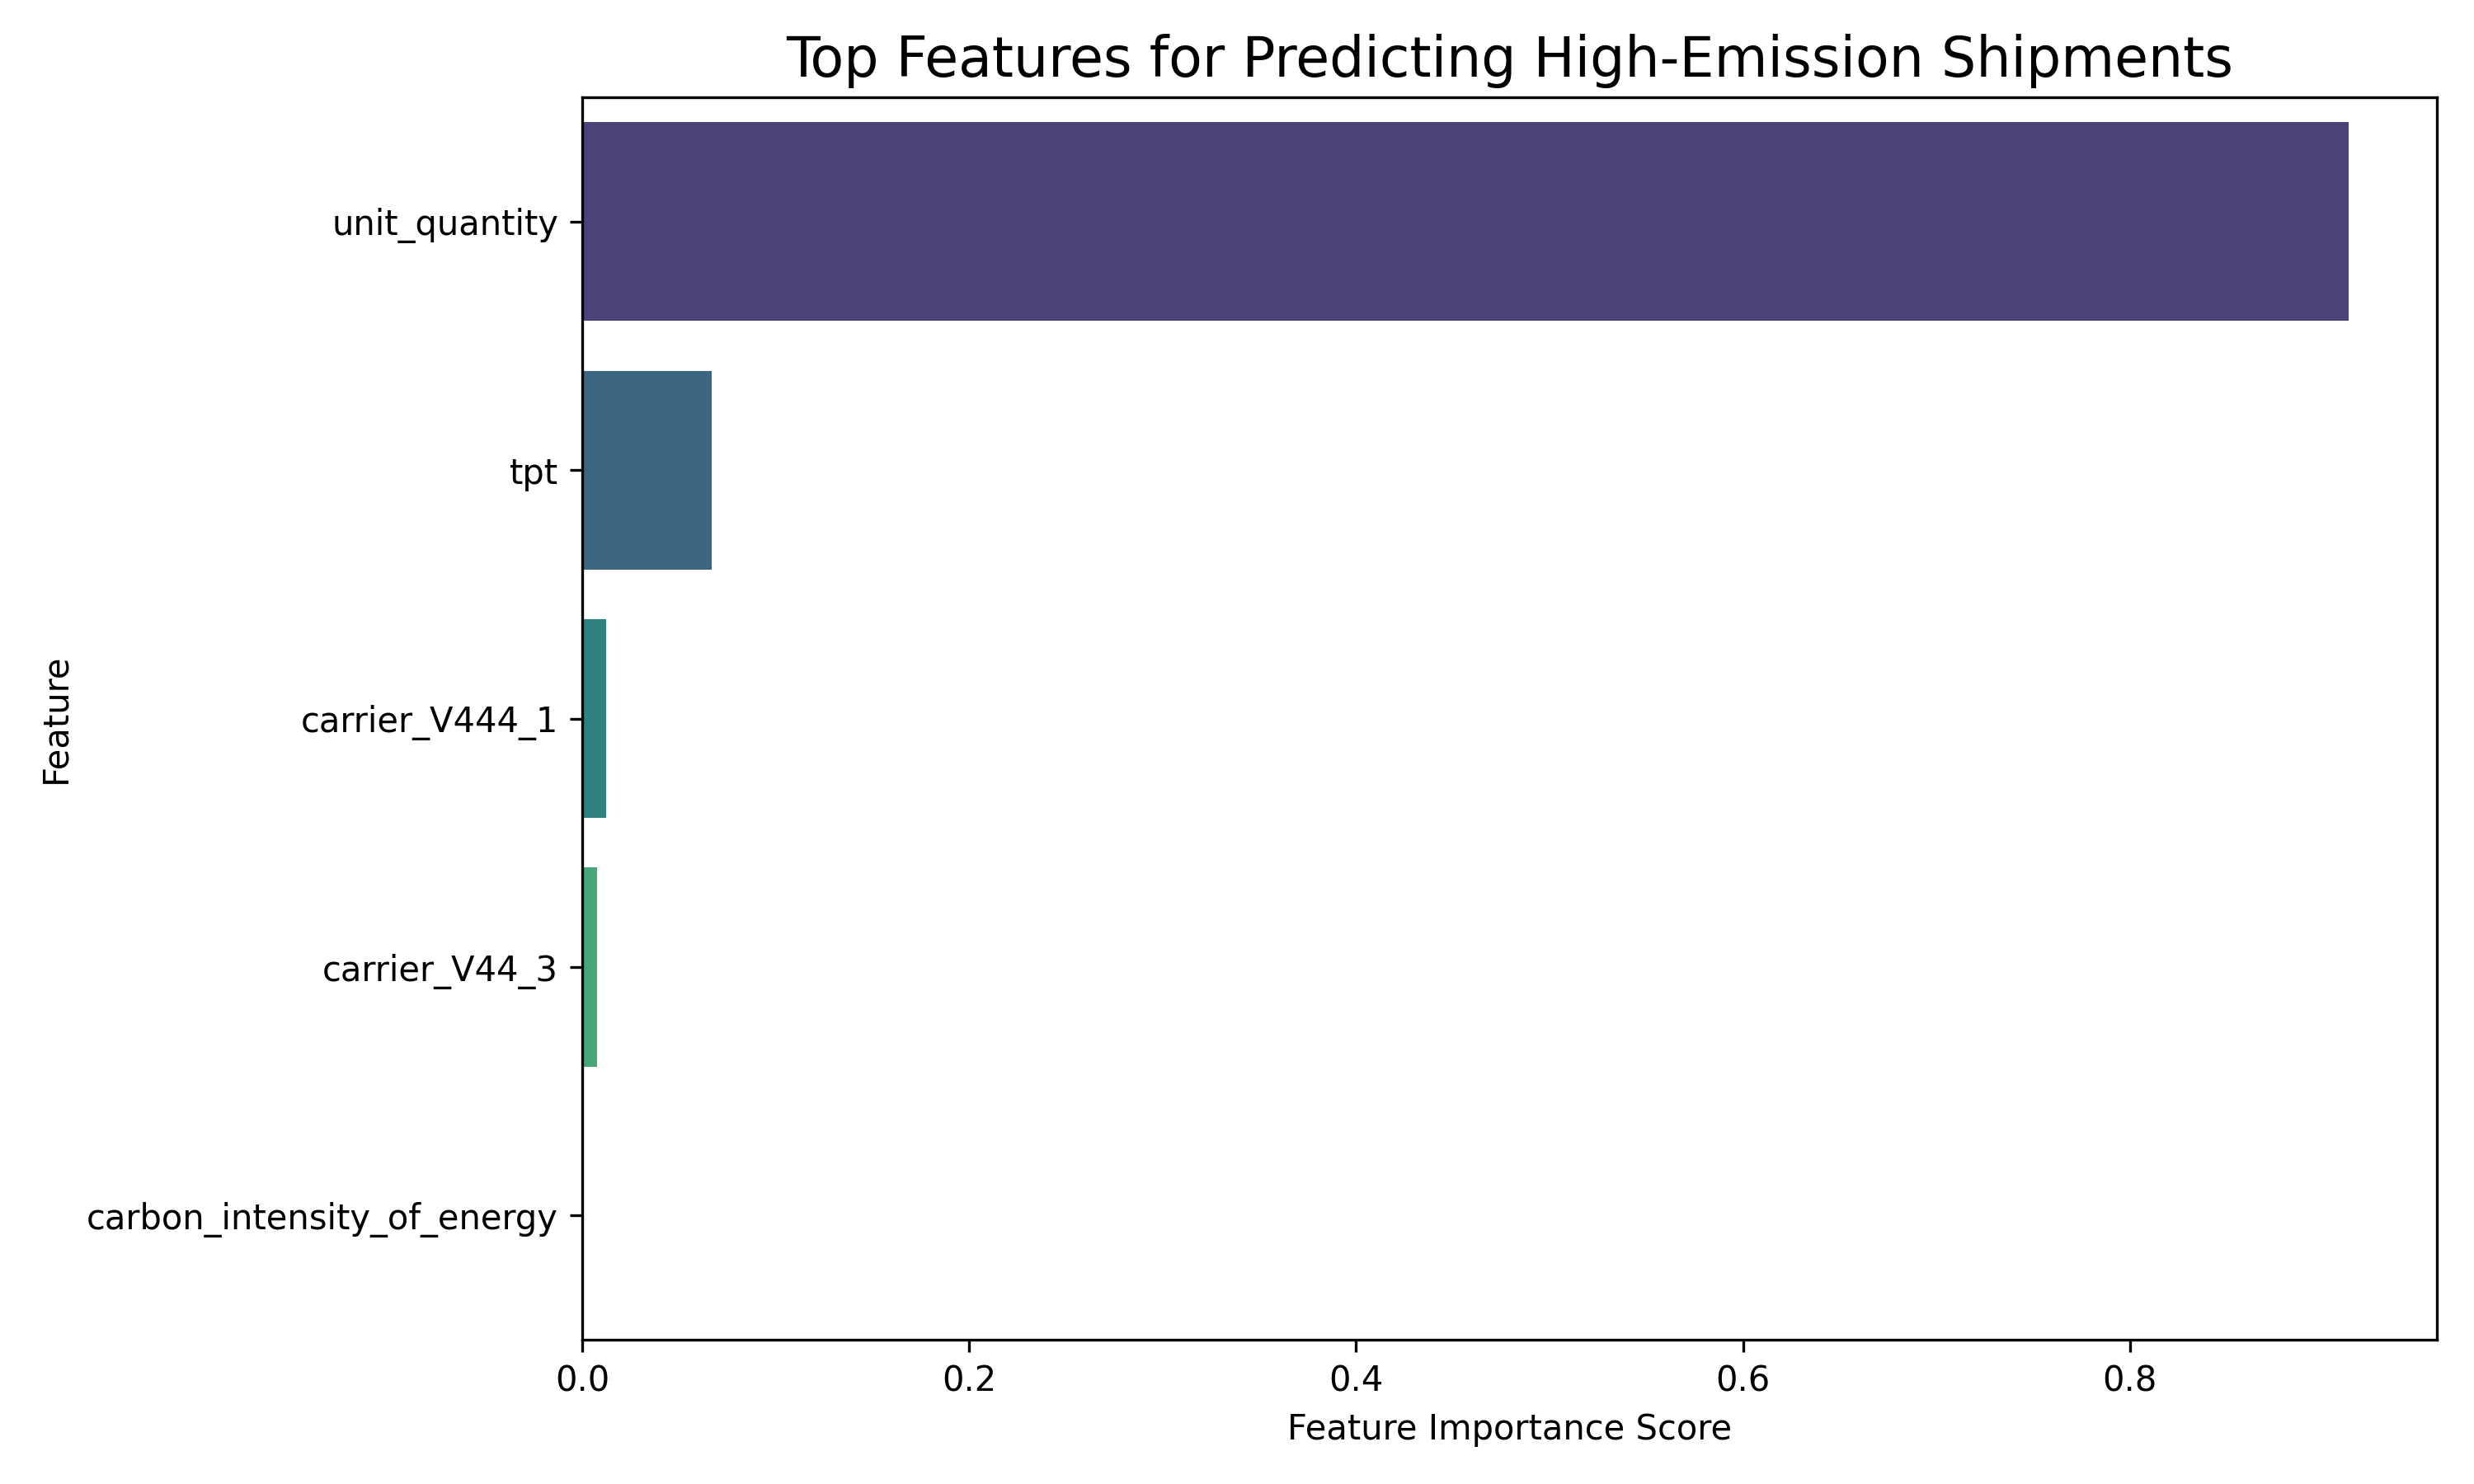 Top Features for Predicting High-Emission Shipments
unit_quantity
tpt
carrier_V444_1
carrier_V44_3
carbon_intensity_of_energy
Feature
0.0 0.2 0.4 0.6 0.8
Feature Importance Score